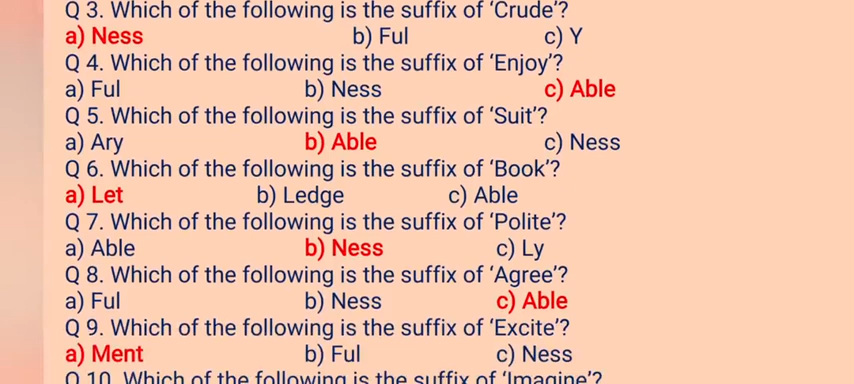 Q 3. Which of the following is the suffix of ‘Crude’?
a) Ness b) Ful c) Y
Q 4. Which of the following is the suffix of ‘Enjoy’?
a) Ful b) Ness c) Able
Q 5. Which of the following is the suffix of ‘Suit’?
a) Ary b) Able c) Ness
Q 6. Which of the following is the suffix of ‘Book’?
a) Let b) Ledge c) Able
Q 7. Which of the following is the suffix of ‘Polite’?
a) Able b) Ness c) Ly
Q 8. Which of the following is the suffix of ‘Agree’?
a) Ful b) Ness c) Able
Q 9. Which of the following is the suffix of ‘Excite’?
a) Ment b) Ful c) Ness
Q 10. Which of the following is the suffix of ‘Imagine’?